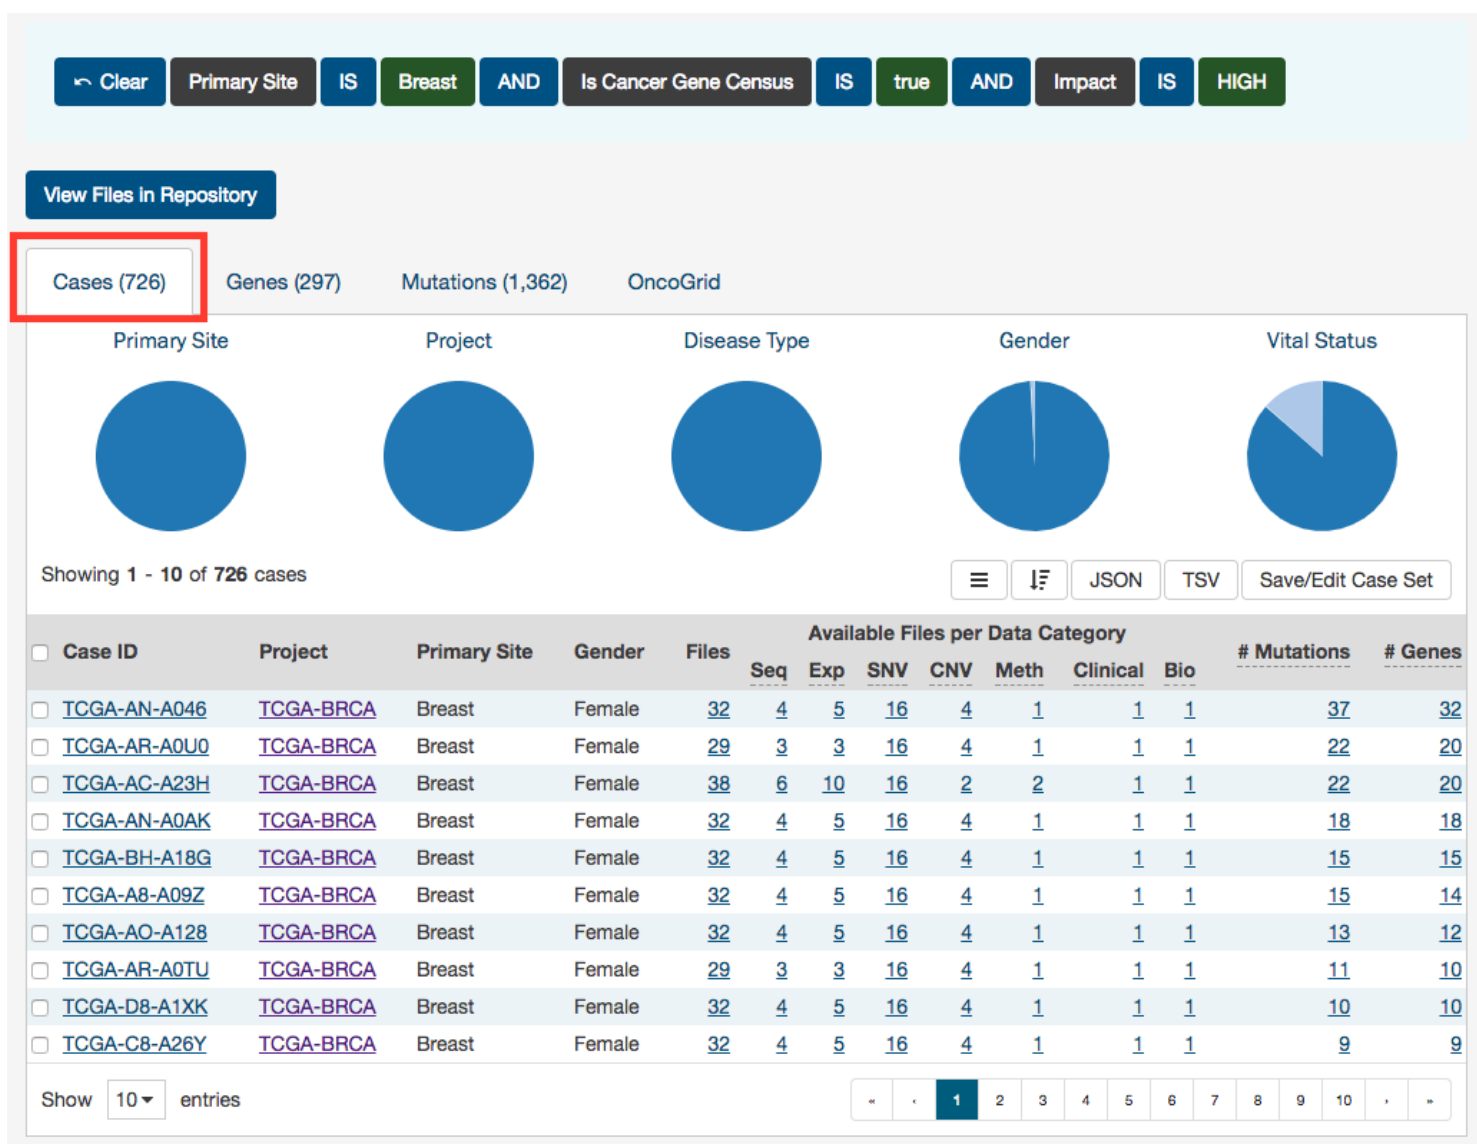 Clear Primary Site IS Breast AND Is Cancer Gene Census IS true AND Impact IS HIGH
View Files in Repository
Cases (726) Genes (297) Mutations (1,362) OncoGrid
Primary Site Project Disease Type Gender Vital Status
Showing 1 - 10 of 726 cases JSON TSV Save/Edit Case Set
Available Files per Data Category
Case ID Project Primary Site Gender Files # Mutations # Genes
Seq Exp SNV CNV Meth Clinical Bio
TCGA-AN-A046 TCGA-BRCA Breast Female 32 4 5 16 4 1 1 1 37 32
TCGA-AR-A0U0 TCGA-BRCA Breast Female 29 3 3 16 4 1 1 1 22 20
TCGA-AC-A23H TCGA-BRCA Breast Female 38 6 10 16 2 2 1 1 22 20
TCGA-AN-A0AK TCGA-BRCA Breast Female 32 4 5 16 4 1 1 1 18 18
TCGA-BH-A18G TCGA-BRCA Breast Female 32 4 5 16 4 1 1 1 15 15
TCGA-A8-A09Z TCGA-BRCA Breast Female 32 4 5 16 4 1 1 1 15 14
TCGA-AO-A128 TCGA-BRCA Breast Female 32 4 5 16 4 1 1 1 13 12
TCGA-AR-A0TU TCGA-BRCA Breast Female 29 3 3 16 4 1 1 1 11 10
TCGA-D8-A1XK TCGA-BRCA Breast Female 32 4 5 16 4 1 1 1 10 10
TCGA-C8-A26Y TCGA-BRCA Breast Female 32 4 5 16 4 1 1 1 9 9
Show 10 entries « ‹ 1 2 3 4 5 6 7 8 9 10 › »